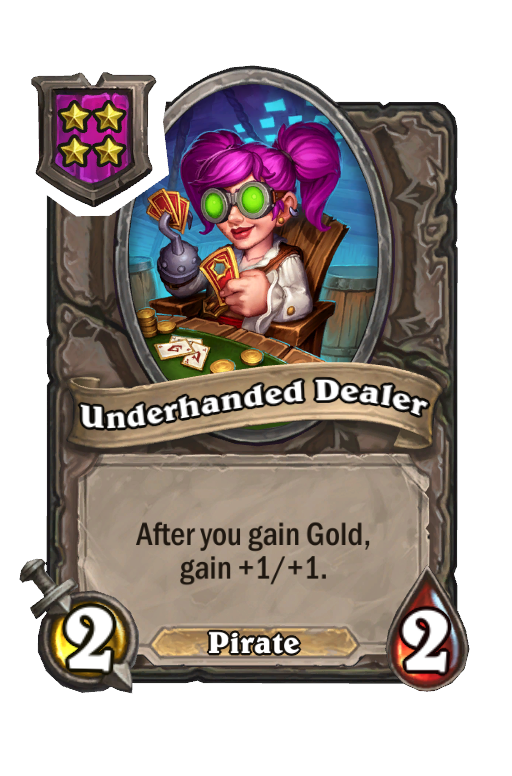 Underhanded Dealer
After you gain Gold,
gain +1/+1.
2
Pirate
2